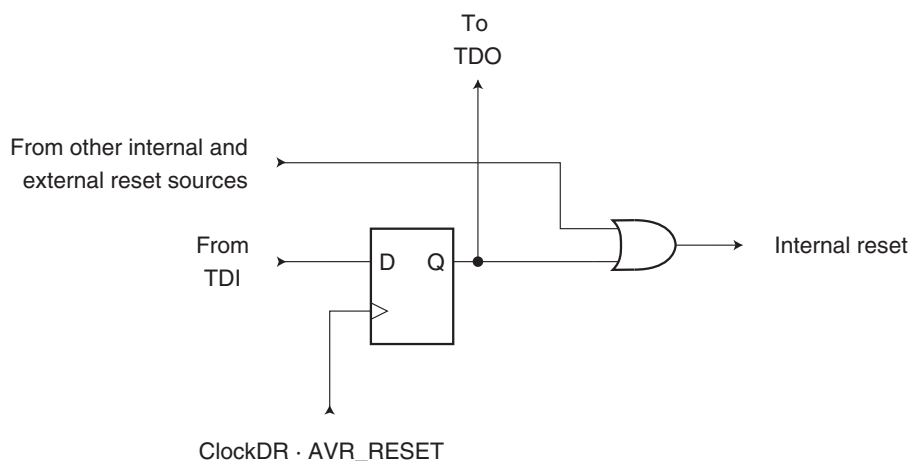 To
TDO
From other internal and
external reset sources
From
TDI
D Q
Internal reset
ClockDR · AVR_RESET